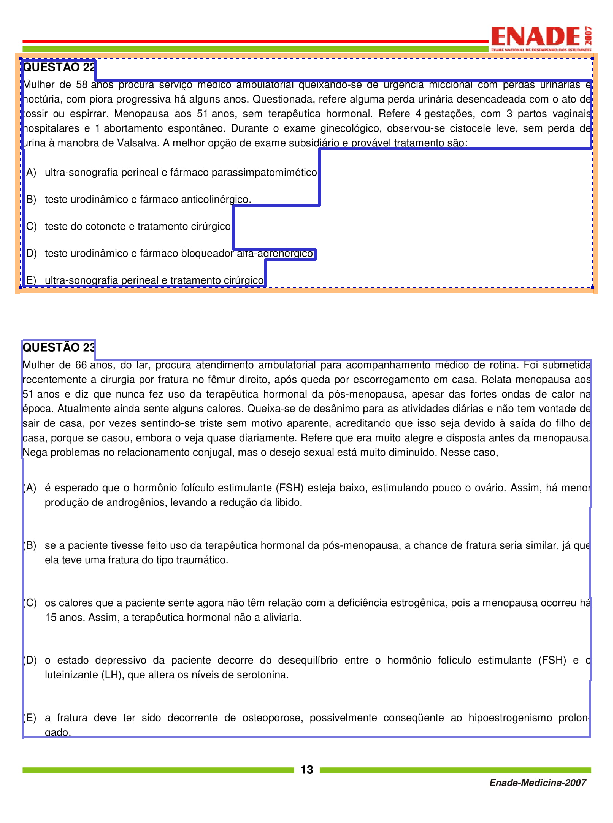 ENADE 2007
EXAME NACIONAL DE DESEMPENHO DOS ESTUDANTES
QUESTÃO 22
Mulher de 58 anos procura serviço médico ambulatorial queixando-se de urgência miccional com perdas urinárias e
noctúria, com piora progressiva há alguns anos. Questionada, refere alguma perda urinária desencadeada com o ato de
tossir ou espirrar. Menopausa aos 51 anos, sem terapêutica hormonal. Refere 4 gestações, com 3 partos vaginais
hospitalares e 1 abortamento espontâneo. Durante o exame ginecológico, observou-se cistocele leve, sem perda de
urina à manobra de Valsalva. A melhor opção de exame subsidiário e provável tratamento são:
(A) ultra-sonografia perineal e fármaco parassimpatomimético.
(B) teste urodinâmico e fármaco anticolinérgico.
(C) teste do cotonete e tratamento cirúrgico.
(D) teste urodinâmico e fármaco bloqueador alfa-adrenérgico.
(E) ultra-sonografia perineal e tratamento cirúrgico.
QUESTÃO 23
Mulher de 66 anos, do lar, procura atendimento ambulatorial para acompanhamento médico de rotina. Foi submetida
recentemente a cirurgia por fratura no fêmur direito, após queda por escorregamento em casa. Relata menopausa aos
51 anos e diz que nunca fez uso da terapêutica hormonal da pós-menopausa, apesar das fortes ondas de calor na
época. Atualmente ainda sente alguns calores. Queixa-se de desânimo para as atividades diárias e não tem vontade de
sair de casa, por vezes sentindo-se triste sem motivo aparente, acreditando que isso seja devido à saída do filho de
casa, porque se casou, embora o veja quase diariamente. Refere que era muito alegre e disposta antes da menopausa.
Nega problemas no relacionamento conjugal, mas o desejo sexual está muito diminuído. Nesse caso,
(A) é esperado que o hormônio folículo estimulante (FSH) esteja baixo, estimulando pouco o ovário. Assim, há menor
produção de androgênios, levando a redução da libido.
(B) se a paciente tivesse feito uso da terapêutica hormonal da pós-menopausa, a chance de fratura seria similar, já que
ela teve uma fratura do tipo traumático.
(C) os calores que a paciente sente agora não têm relação com a deficiência estrogênica, pois a menopausa ocorreu há
15 anos. Assim, a terapêutica hormonal não a aliviaria.
(D) o estado depressivo da paciente decorre do desequilíbrio entre o hormônio folículo estimulante (FSH) e o
luteinizante (LH), que altera os níveis de serotonina.
(E) a fratura deve ter sido decorrente de osteoporose, possivelmente conseqüente ao hipoestrogenismo prolon-
gado.
13
Enade-Medicina-2007